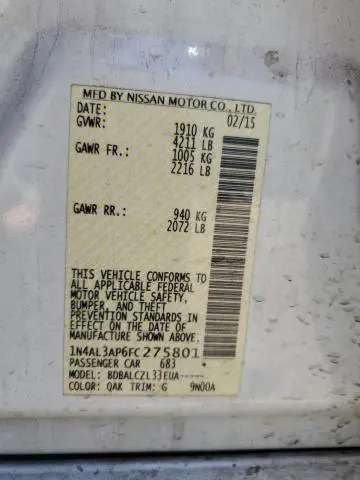 MFD BY NISSAN MOTOR CO., LTD.
DATE: 02/15
GVWR: 1910 KG
4211 LB
GAWR FR.: 1005 KG
2216 LB
GAWR RR.: 940 KG
2072 LB
THIS VEHICLE CONFORMS TO
ALL APPLICABLE FEDERAL
MOTOR VEHICLE SAFETY,
BUMPER, AND THEFT
PREVENTION STANDARDS
IN EFFECT ON THE DATE OF
MANUFACTURE SHOWN ABOVE.
1N4AL3AP6FC275801
PASSENGER CAR 683
MODEL: BDBALCZL33EUA-----
COLOR: QAK TRIM: G 9N00A